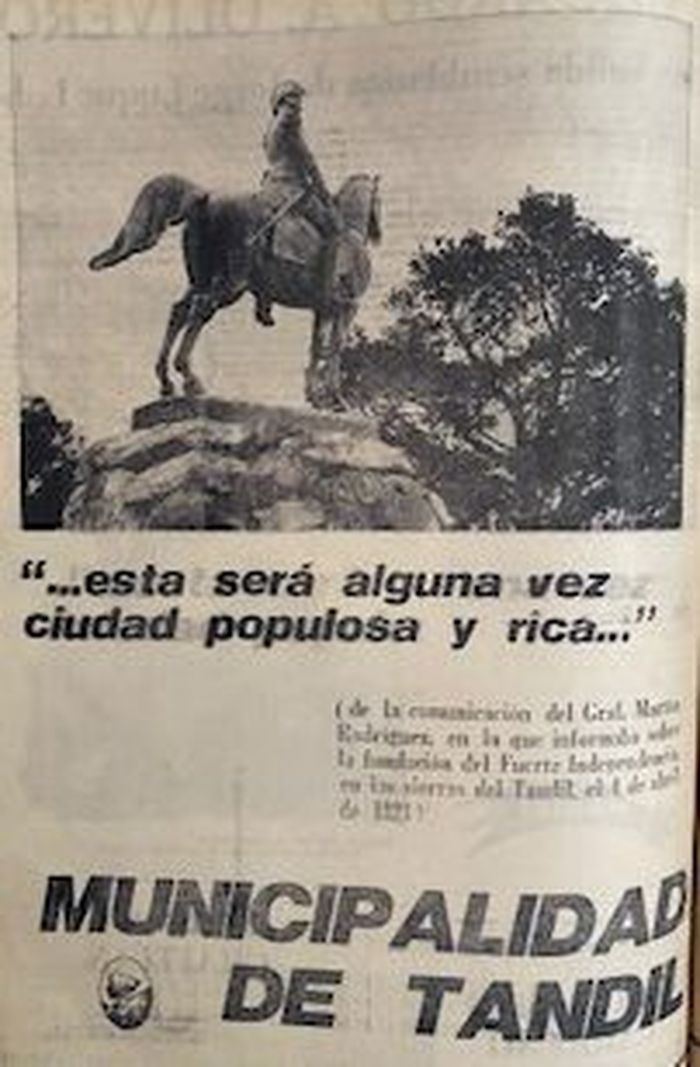 “...esta será alguna vez
ciudad populosa y rica...”
( de la comunicación del Gral. Martín
Rodríguez, en la que informaba sobre
la fundación del Fuerte Independencia,
en las sierras del Tandil, el 4 de abril
de
MUNICIPALIDAD
DE TANDIL